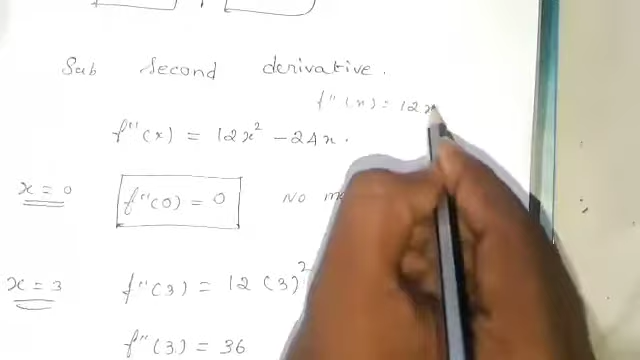 Sub Second derivative.
f''(x) = 12x
f''(x) = 12x² - 24x.
x = 0 f''(0) = 0 No
x = 3 f''(3) = 12 (3)²
f''(3) = 36